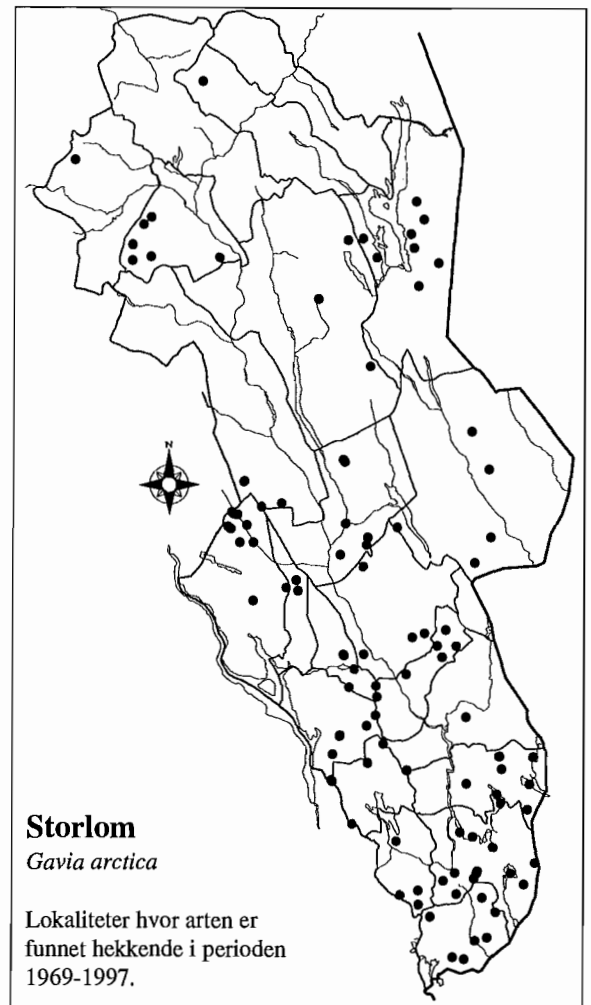 N
Storlom
Gavia arctica
Lokaliteter hvor arten er
funnet hekkende i perioden
1969-1997.